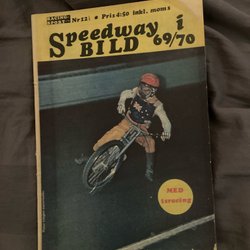 Nr 12: • Pris 4:50 inkl. moms
Speedway i
BILD 69/70
MED
isracing